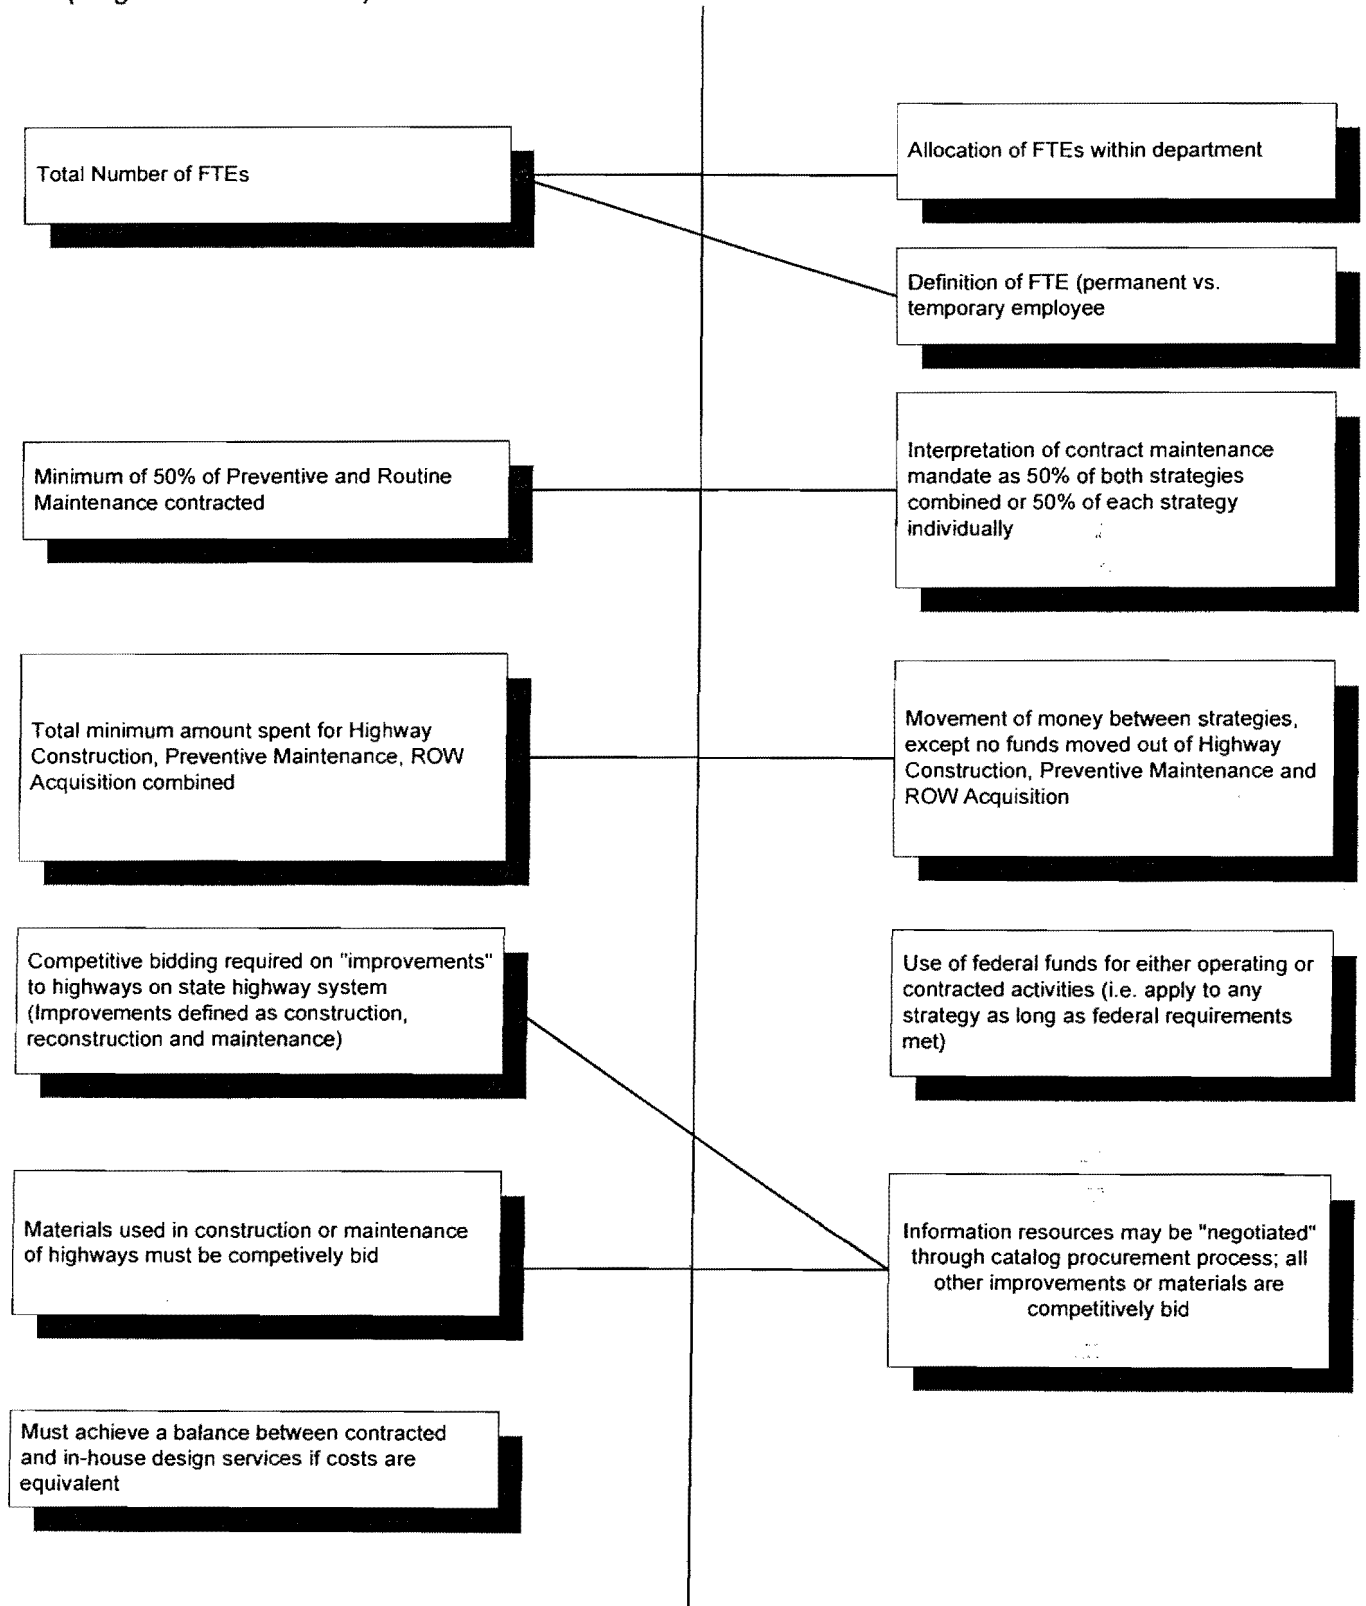 Total Number of FTEs
Allocation of FTEs within department
Definition of FTE (permanent vs.
temporary employee
Minimum of 50% of Preventive and Routine
Maintenance contracted
Interpretation of contract maintenance
mandate as 50% of both strategies
combined or 50% of each strategy
individually
Total minimum amount spent for Highway
Construction, Preventive Maintenance, ROW
Acquisition combined
Movement of money between strategies,
except no funds moved out of Highway
Construction, Preventive Maintenance and
ROW Acquisition
Competitive bidding required on "improvements"
to highways on state highway system
(Improvements defined as construction,
reconstruction and maintenance)
Use of federal funds for either operating or
contracted activities (i.e. apply to any
strategy as long as federal requirements
met)
Materials used in construction or maintenance
of highways must be competively bid
Information resources may be "negotiated"
through catalog procurement process; all
other improvements or materials are
competitively bid
Must achieve a balance between contracted
and in-house design services if costs are
equivalent